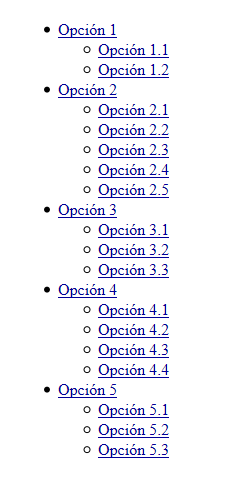 Opción 1
Opción 1.1
Opción 1.2
Opción 2
Opción 2.1
Opción 2.2
Opción 2.3
Opción 2.4
Opción 2.5
Opción 3
Opción 3.1
Opción 3.2
Opción 3.3
Opción 4
Opción 4.1
Opción 4.2
Opción 4.3
Opción 4.4
Opción 5
Opción 5.1
Opción 5.2
Opción 5.3